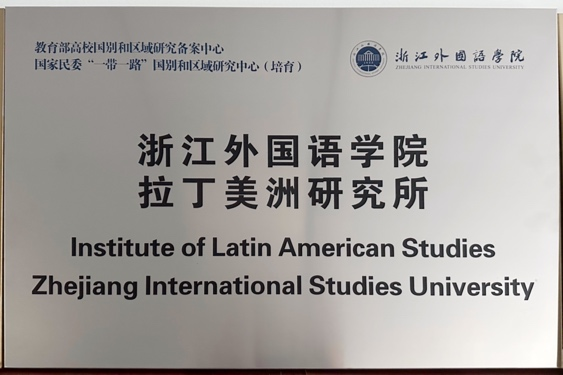 教育部高校国别和区域研究备案中心
国家民委“一带一路”国别和区域研究中心（培育）
浙江外国語學院
ZHEJIANG INTERNATIONAL STUDIES UNIVERSITY
浙江外国语学院
拉丁美洲研究所
Institute of Latin American Studies
Zhejiang International Studies University